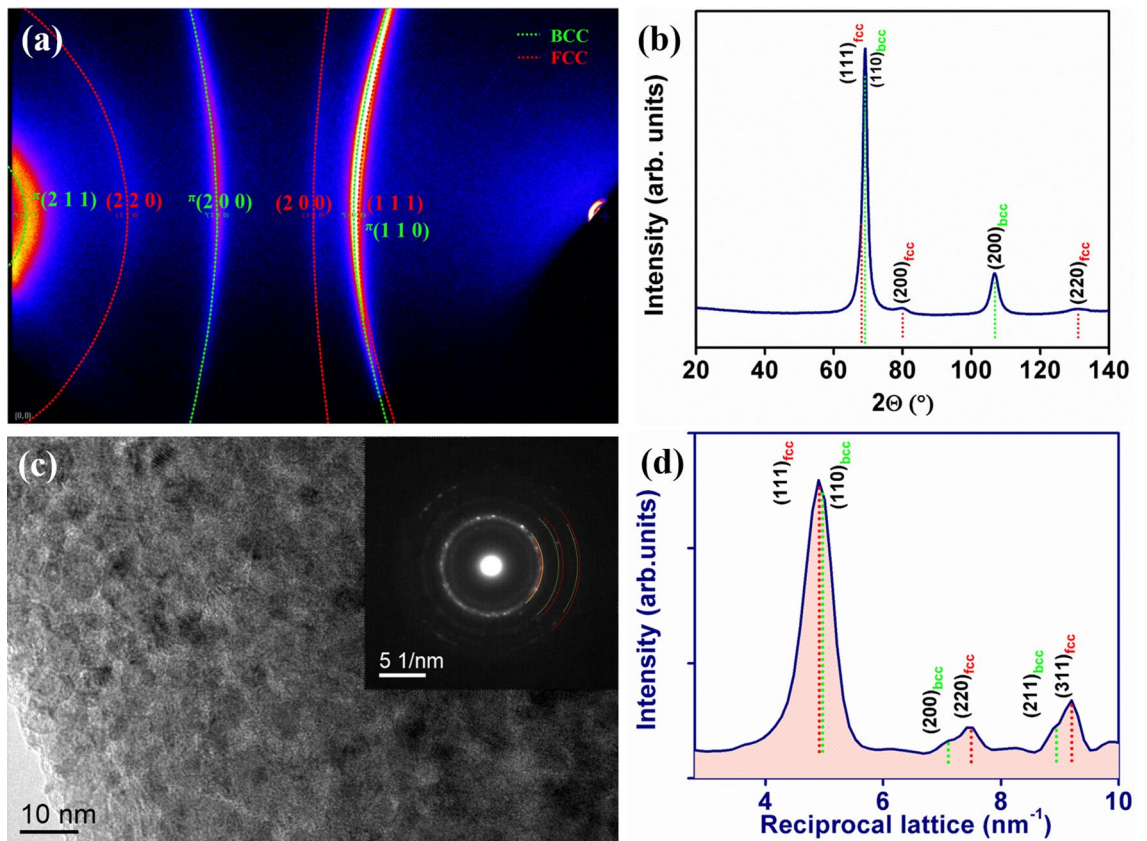 (a)
BCC
FCC
π(2 1 1)
(2 2 0)
π(2 0 0)
(2 0 0)
(1 1 1)
π(1 1 0)
[0,0]
(b)
(111)fcc
(110)bcc
(200)fcc
(200)bcc
(220)fcc
Intensity (arb. units)
20 40 60 80 100 120 140
2Θ (°)
(c)
5 1/nm
10 nm
(d)
(111)fcc
(110)bcc
(200)bcc
(220)fcc
(211)bcc
(311)fcc
Intensity (arb.units)
4 6 8 10
Reciprocal lattice (nm-1)